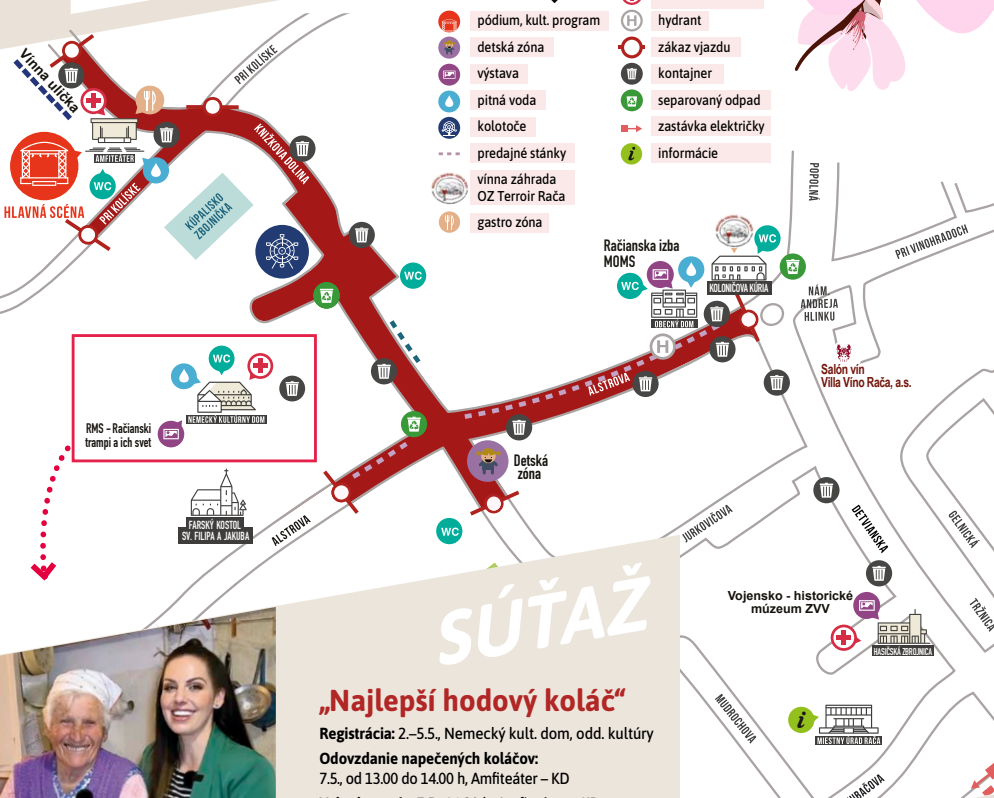 pódium, kult. program
detská zóna
výstava
pitná voda
kolotoče
predajné stánky
vínna záhrada
OZ Terroir Rača
gastro zóna
H hydrant
zákaz vjazdu
kontajner
separovaný odpad
zastávka električky
i informácie
Vínna ulička
PRI KOLÍSKE
AMFITEÁTER
WC
HLAVNÁ SCÉNA
PRI KOLÍSKE
KNIŽKOVA DOLINA
KÚPALISKO
ZBOJNIČKA
WC
POPOLNÁ
PRI VINOHRADOCH
Račianska izba
MOMS
WC
WC
KOLONIČOVA KÚRIA
OBECNÝ DOM
NÁM.
ANDREJA
HLINKU
H
ALSTROVA
Salón vín
Villa Víno Rača, a.s.
WC
NEMECKÝ KULTÚRNY DOM
RMS - Račianski
trampi a ich svet
Detská
zóna
FARSKÝ KOSTOL
SV. FILIPA A JAKUBA
ALSTROVA
WC
JURKOVIČOVA
DETVIANSKA
GELNICKÁ
TRŽNICA
Vojensko - historické
múzeum ZVV
HASIČSKÁ ZBROJNICA
MUDROCHOVA
i
MIESTNY ÚRAD RAČA
SÚŤAŽ
„Najlepší hodový koláč“
Registrácia: 2.–5.5., Nemecký kult. dom, odd. kultúry
Odovzdanie napečených koláčov:
7.5., od 13.00 do 14.00 h, Amfiteáter – KD